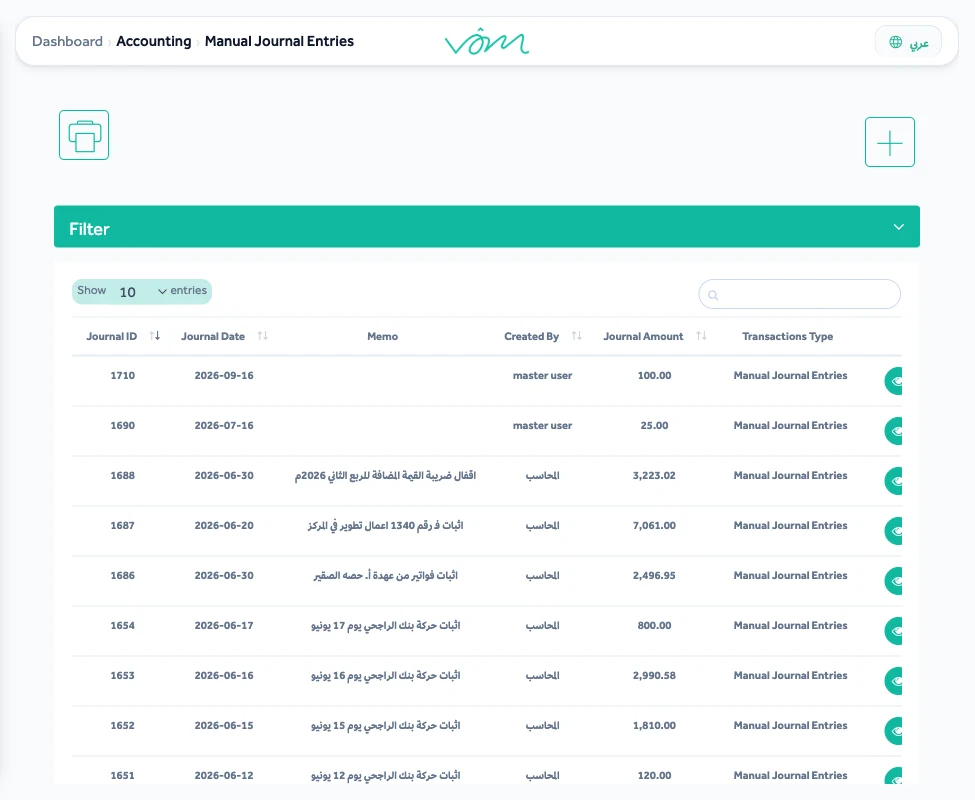 Dashboard › Accounting › Manual Journal Entries
vôm
عربي
Filter
Show 10 entries
Journal ID Journal Date Memo Created By Journal Amount Transactions Type
1710 2026-09-16 master user 100.00 Manual Journal Entries
1690 2026-07-16 master user 25.00 Manual Journal Entries
1688 2026-06-30 اقفال ضريبة القيمة المضافة للربع الثاني 2026م المحاسب 3,223.02 Manual Journal Entries
1687 2026-06-20 اثبات ف رقم 1340 اعمال تطوير في المركز المحاسب 7,061.00 Manual Journal Entries
1686 2026-06-30 اثبات فواتير من عهدة أ. حصه الصقير المحاسب 2,496.95 Manual Journal Entries
1654 2026-06-17 اثبات حركة بنك الراجحي يوم 17 يونيو المحاسب 800.00 Manual Journal Entries
1653 2026-06-16 اثبات حركة بنك الراجحي يوم 16 يونيو المحاسب 2,990.58 Manual Journal Entries
1652 2026-06-15 اثبات حركة بنك الراجحي يوم 15 يونيو المحاسب 1,810.00 Manual Journal Entries
1651 2026-06-12 اثبات حركة بنك الراجحي يوم 12 يونيو المحاسب 120.00 Manual Journal Entries